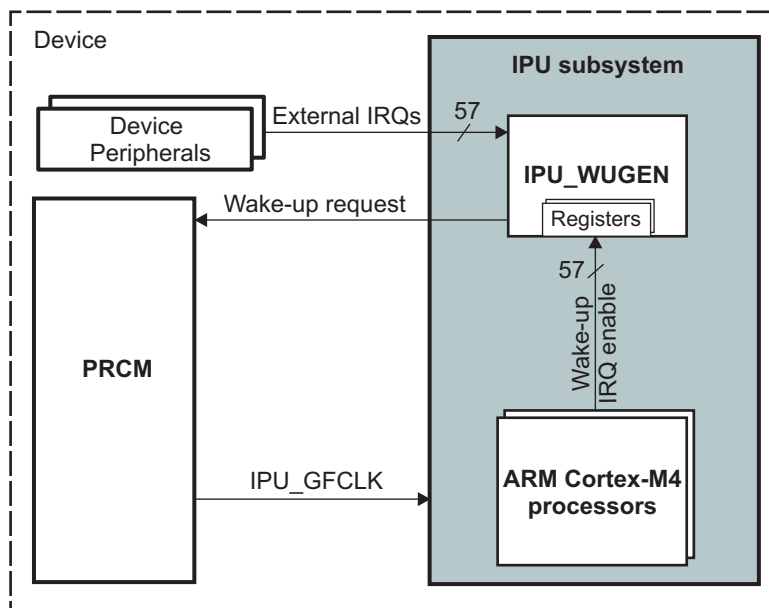 Device
IPU subsystem
External IRQs
57
Device
Peripherals
IPU_WUGEN
Wake-up request
Registers
57
Wake-up
IRQ enable
PRCM
IPU_GFCLK
ARM Cortex-M4
processors